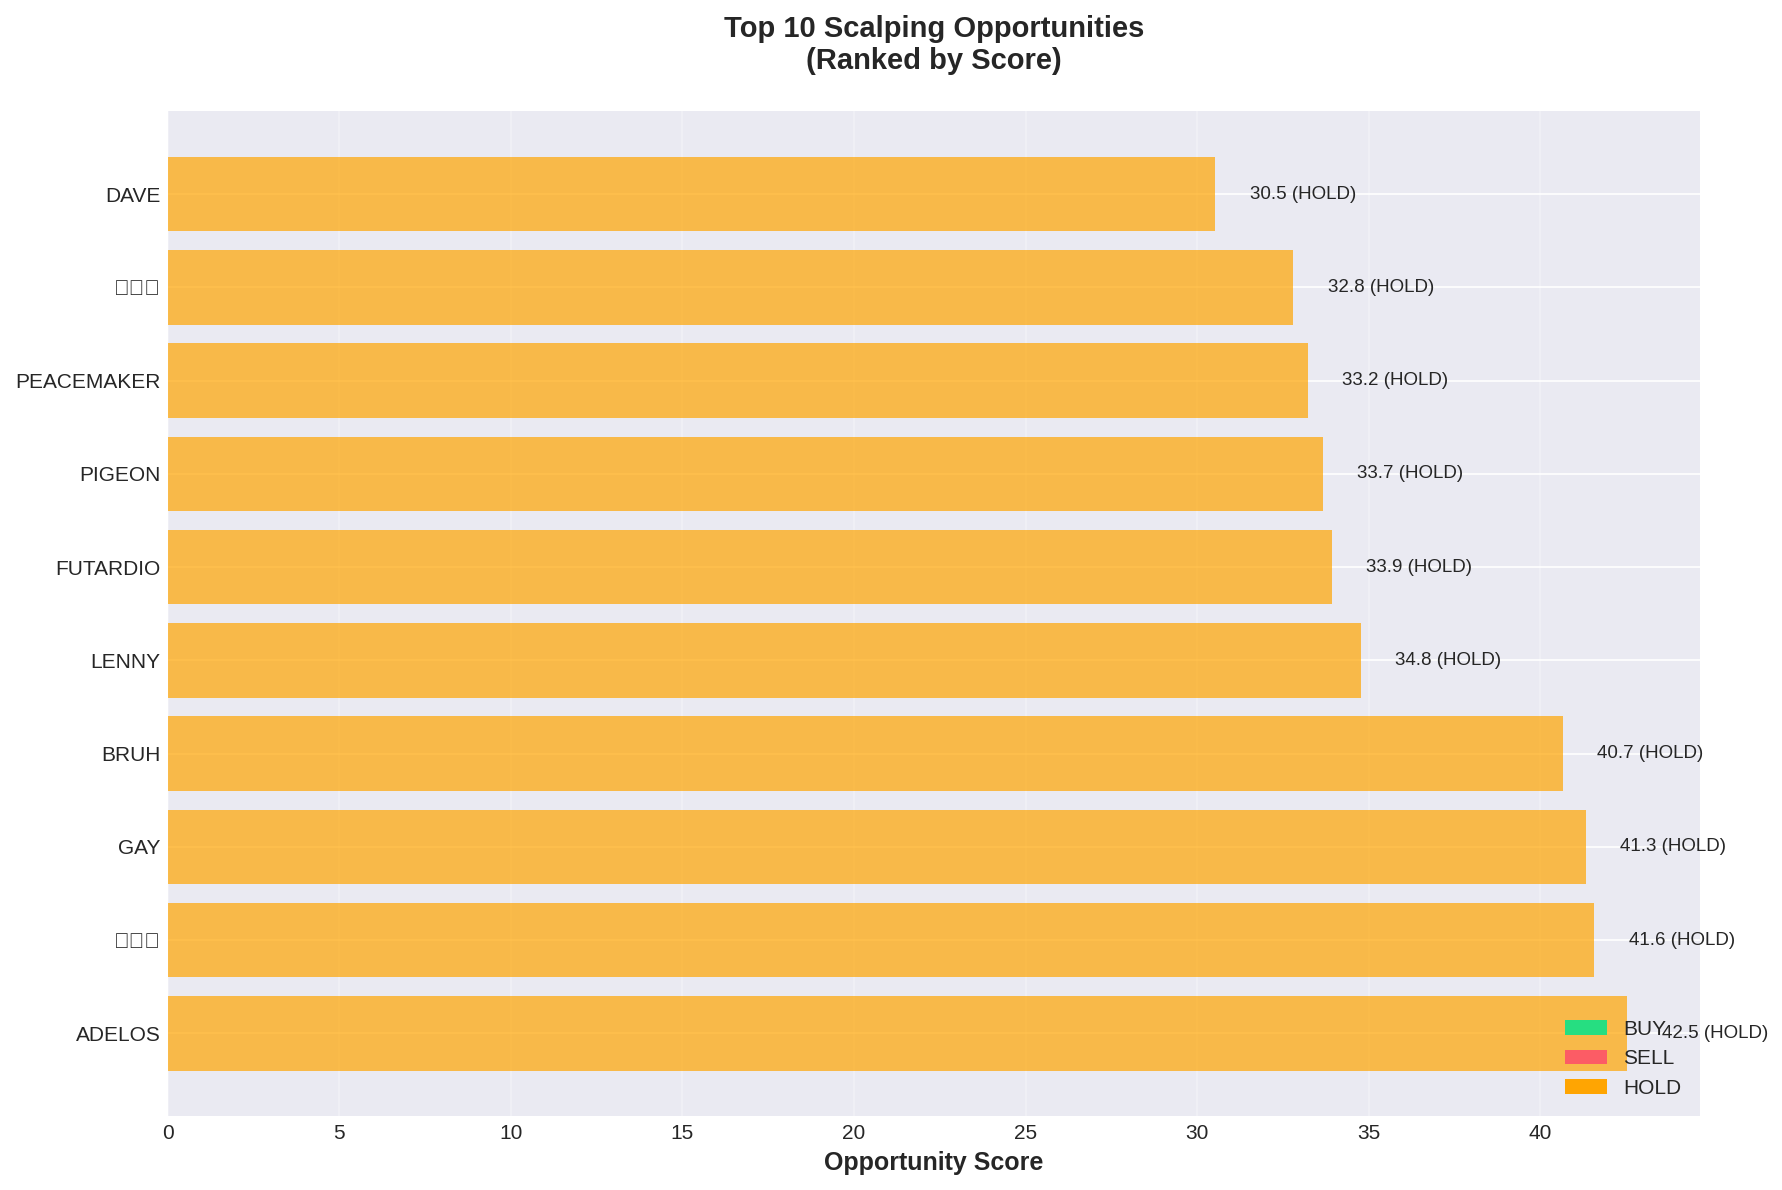 Top 10 Scalping Opportunities
(Ranked by Score)
DAVE
30.5 (HOLD)
32.8 (HOLD)
PEACEMAKER
33.2 (HOLD)
PIGEON
33.7 (HOLD)
FUTARDIO
33.9 (HOLD)
LENNY
34.8 (HOLD)
BRUH
40.7 (HOLD)
GAY
41.3 (HOLD)
41.6 (HOLD)
ADELOS
42.5 (HOLD)
BUY
SELL
HOLD
0 5 10 15 20 25 30 35 40
Opportunity Score